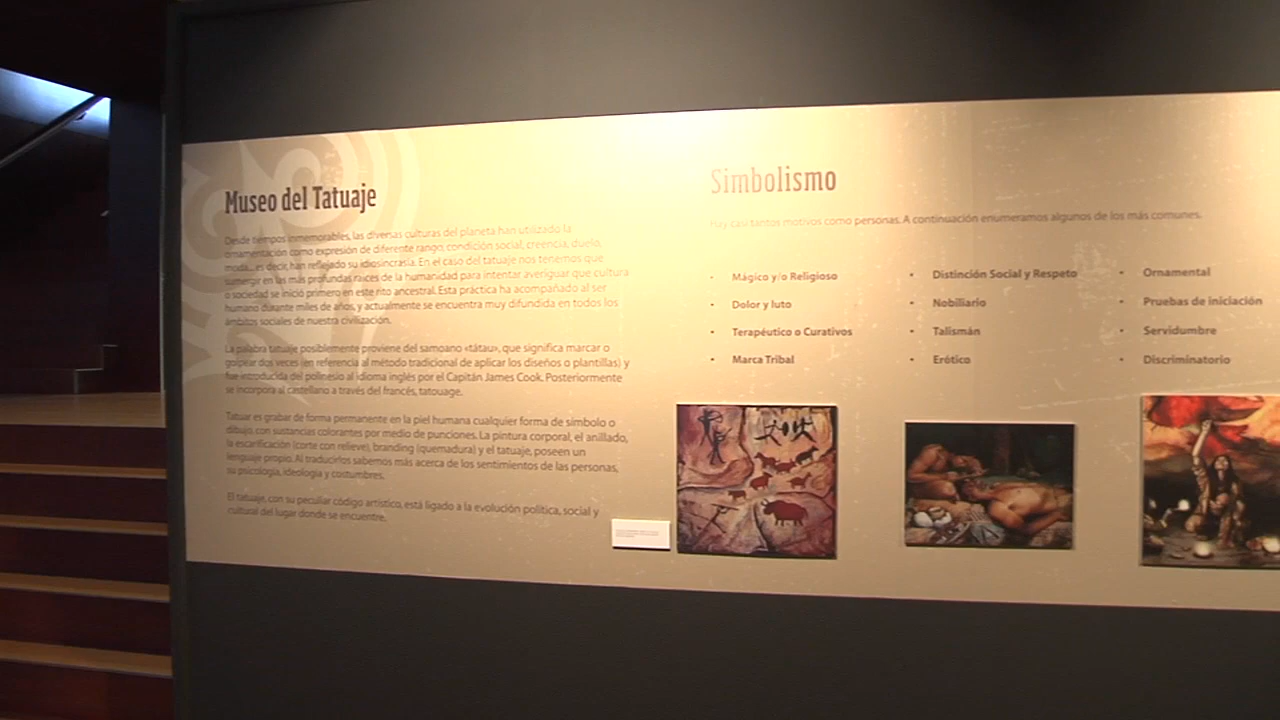 Museo del Tatuaje
Desde tiempos inmemorables, las diversas culturas del planeta han utilizado la
ornamentación como expresión de diferente rango: condición social, creencia, duelo,
moda,...es decir, han reflejado su idiosincrasía. En el caso del tatuaje nos tenemos que
sumergir en las más profundas raíces de la humanidad para intentar averiguar que cultura
o sociedad se inició primero en este rito ancestral. Esta práctica ha acompañado al ser
humano durante miles de años, y actualmente se encuentra muy difundida en todos los
ámbitos sociales de nuestra civilización.
La palabra tatuaje posiblemente proviene del samoano «tátau», que significa marcar o
golpear dos veces (en referencia al método tradicional de aplicar los diseños o plantillas) y
fue introducida del polinesio al idioma inglés por el Capitán James Cook. Posteriormente
se incorpora al castellano a través del francés, tatouage.
Tatuar es grabar de forma permanente en la piel humana cualquier forma de símbolo o
dibujo, con sustancias colorantes por medio de punciones. La pintura corporal, el anillado,
la escarificación (corte con relieve), branding (quemadura) y el tatuaje, poseen un
lenguaje propio. Al traducirlos sabemos más acerca de los sentimientos de las personas,
su psicología, ideología y costumbres.
El tatuaje, con su peculiar código artístico, está ligado a la evolución política, social y
cultural del lugar donde se encuentre.
Simbolismo
Hay casi tantos motivos como personas. A continuación enumeramos algunos de los más comunes.
• Mágico y/o Religioso
• Dolor y luto
• Terapéutico o Curativos
• Marca Tribal
• Distinción Social y Respeto
• Nobiliario
• Talismán
• Erótico
• Ornamental
• Pruebas de iniciación
• Servidumbre
• Discriminatorio